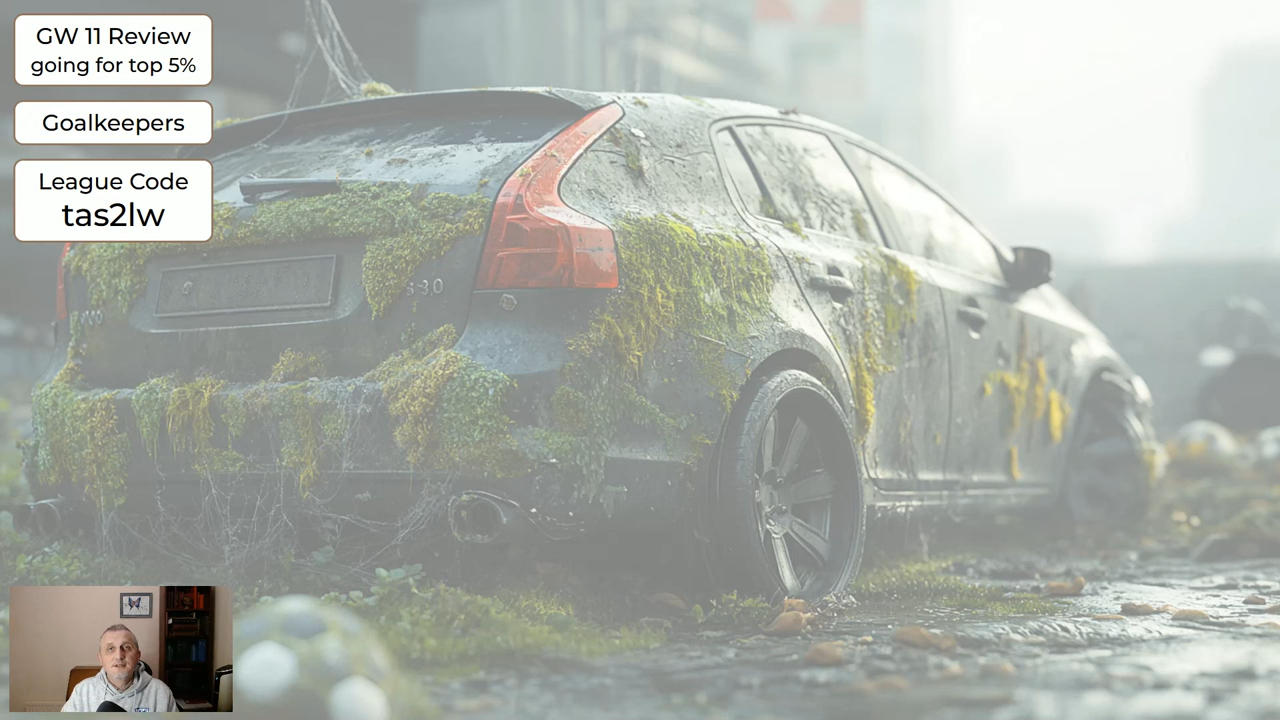 GW 11 Review
going for top 5%
Goalkeepers
League Code
tas2lw